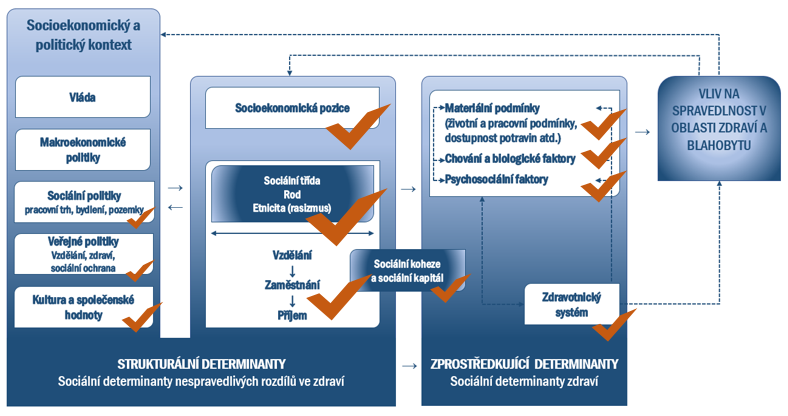 Socioekonomický a
politický kontext
Vláda
Makroekonomické
politiky
Sociální politiky
pracovní trh, bydlení, pozemky
Veřejné politiky
Vzdělání, zdraví,
sociální ochrana
Kultura a společenské
hodnoty
Socioekonomická pozice
Sociální třída
Rod
Etnicita (rasizmus)
Vzdělání
Zaměstnání
Příjem
Sociální koheze
a sociální kapitál
Materiální podmínky
(životní a pracovní podmínky,
dostupnost potravin atd.)
Chování a biologické faktory
Psychosociální faktory
Zdravotnický
systém
VLIV NA
SPRAVEDLNOST V
OBLASTI ZDRAVÍ A
BLAHOBYTU
STRUKTURÁLNÍ DETERMINANTY
Sociální determinanty nespravedlivých rozdílů ve zdraví
ZPROSTŘEDKUJÍCÍ DETERMINANTY
Sociální determinanty zdraví